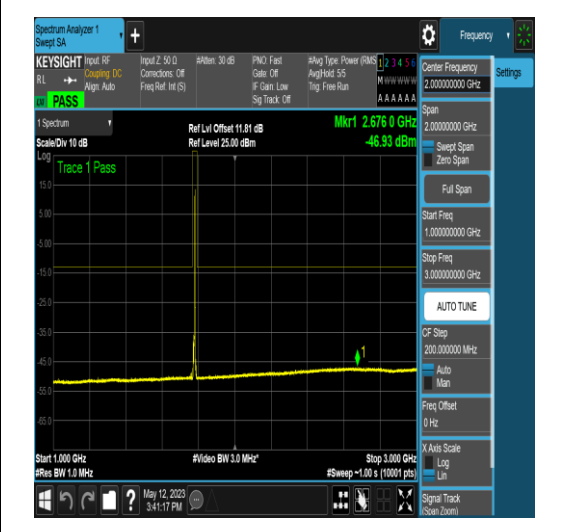 Spectrum Analyzer 1
Swept SA
Frequency
KEYSIGHT
RL
PASS
Input: RF
Coupling: DC
Align: Auto
Input Z: 50 Ω
Corrections: Off
Freq Ref: Int (S)
#Atten: 30 dB
PNO: Fast
Gate: Off
IF Gain: Low
Sig Track: Off
#Avg Type: Power (RMS
Avg|Hold: 5/5
Trig: Free Run
1 2 3 4 5 6
M W W W W W
A A A A A A
Center Frequency
2.000000000 GHz
Settings
Span
2.00000000 GHz
Swept Span
Zero Span
Full Span
Start Freq
1.000000000 GHz
Stop Freq
3.000000000 GHz
AUTO TUNE
CF Step
200.000000 MHz
Auto
Man
Freq Offset
0 Hz
X Axis Scale
Log
Lin
Signal Track
(Span Zoom)
1 Spectrum
Scale/Div 10 dB
Ref Lvl Offset 11.81 dB
Ref Level 25.00 dBm
Mkr1 2.676 0 GHz
-46.93 dBm
Log
Trace 1 Pass
15.0
5.00
-5.00
-15.0
-25.0
-35.0
-45.0
-55.0
-65.0
1
Start 1.000 GHz
#Res BW 1.0 MHz
#Video BW 3.0 MHz*
Stop 3.000 GHz
#Sweep ~1.00 s (10001 pts)
May 12, 2023
3:41:17 PM